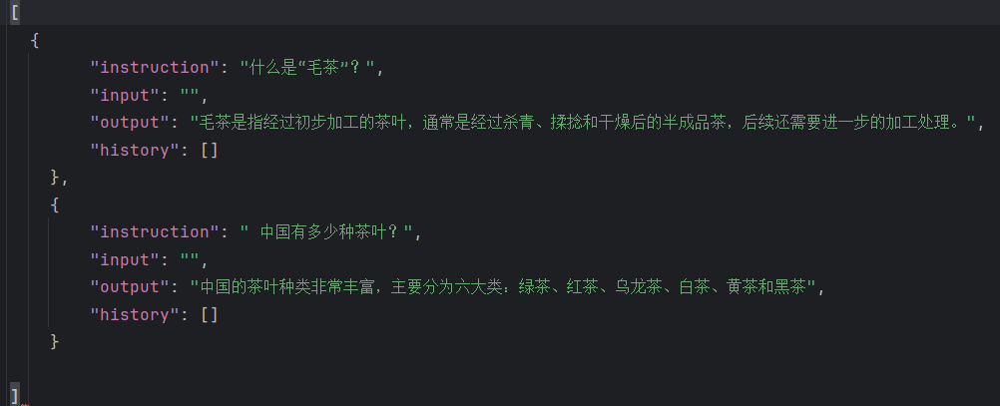 [
{
"instruction": "什么是“毛茶”？",
"input": "",
"output": "毛茶是指经过初步加工的茶叶，通常是经过杀青、揉捻和干燥后的半成品茶，后续还需要进一步的加工处理。",
"history": []
},
{
"instruction": " 中国有多少种茶叶？",
"input": "",
"output": "中国的茶叶种类非常丰富，主要分为六大类：绿茶、红茶、乌龙茶、白茶、黄茶和黑茶",
"history": []
}
]